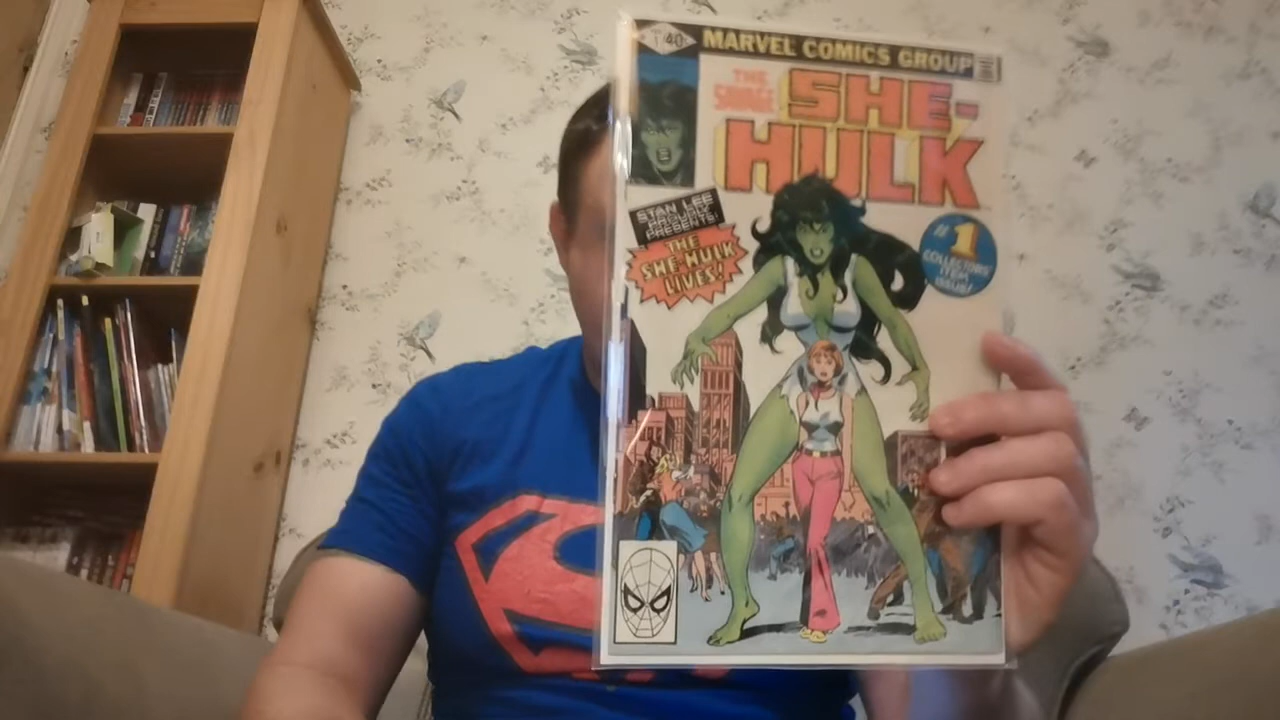 1 40¢
MARVEL COMICS GROUP
THE
SAVAGE
SHE-
HULK
STAN LEE
PROUDLY
PRESENTS!
THE
SHE-HULK
LIVES!
#1
COLLECTORS'
ITEM
ISSUE!